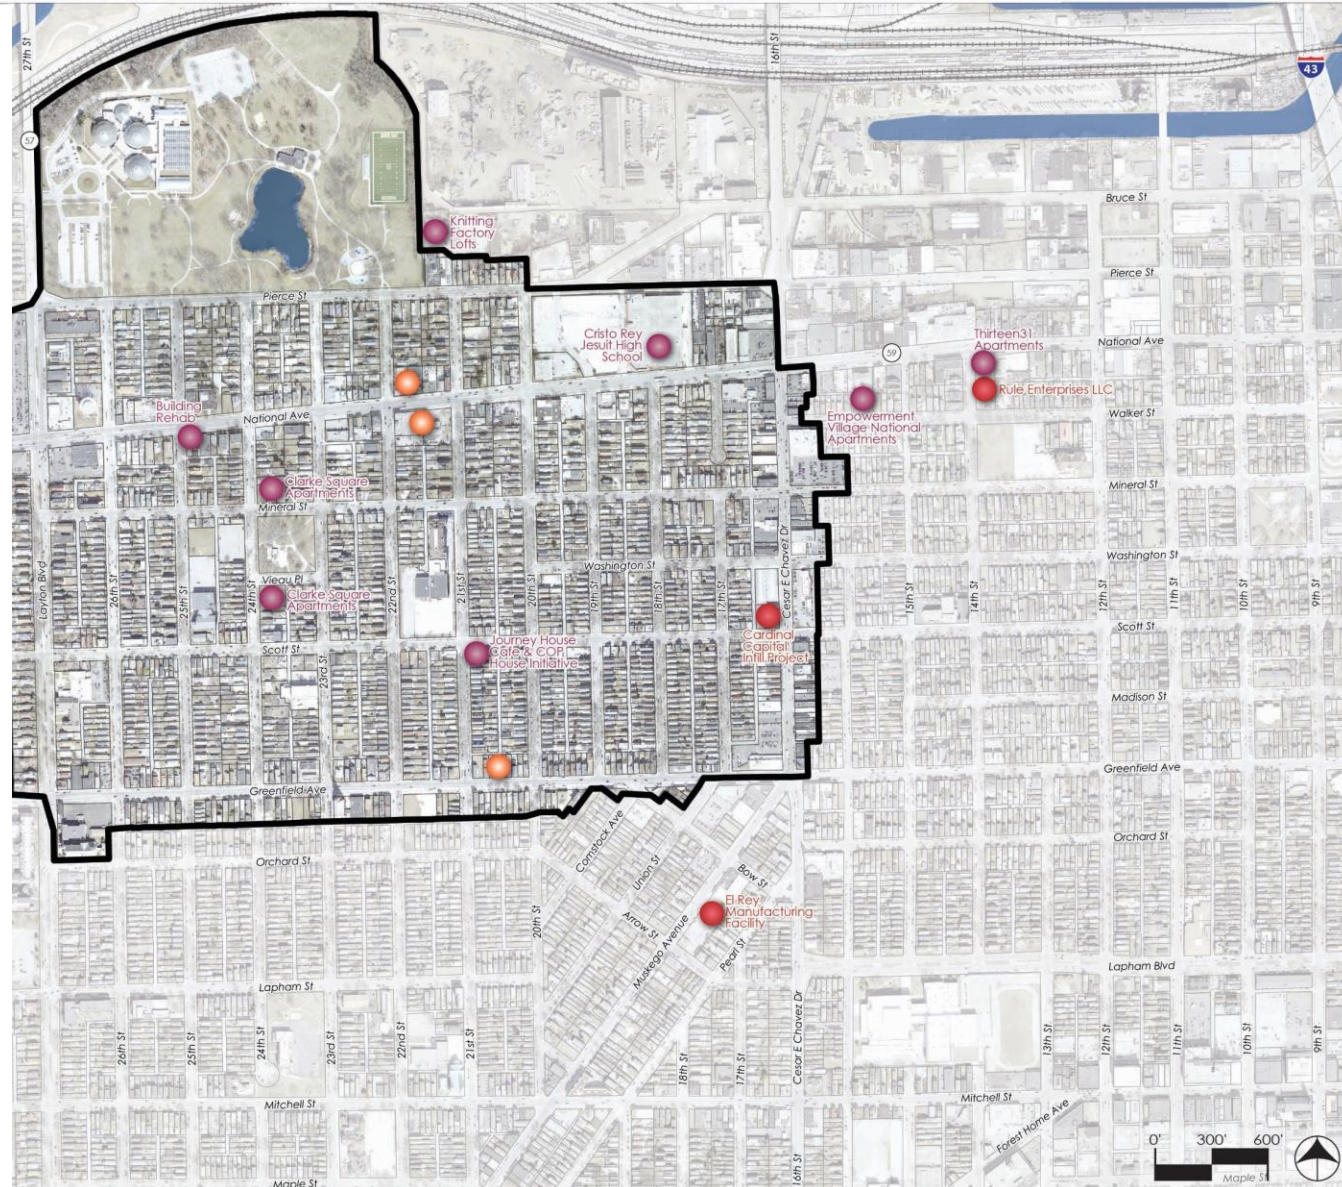 27th St
16th St
43
57
Bruce St
Knitting
Factory
Lofts
Pierce St
Pierce St
Cristo Rey
Jesuit High
School
Thirteen31
Apartments
National Ave
59
Rule Enterprises LLC
Building
Rehab
National Ave
Empowerment
Village National
Apartments
Walker St
Clarke Square
Apartments
Mineral St
Mineral St
Washington St
Washington St
Cesar E Chavez Dr
Vieau Pl
Clarke Square
Apartments
Layton Blvd
26th St
25th St
24th St
22nd St
21st St
20th St
19th St
18th St
17th St
15th St
14th St
12th St
11th St
10th St
9th St
Scott St
Scott St
Cardinal
Capital
Infill Project
Journey House
Cafe & COP
House Initiative
23rd St
Madison St
Greenfield Ave
Greenfield Ave
Orchard St
Orchard St
Comstock Ave
Union St
Bow St
El Rey
Manufacturing
Facility
Arrow St
20th St
Muskego Avenue
Pearl St
Lapham Blvd
Lapham St
26th St
25th St
24th St
23rd St
22nd St
21st St
18th St
17th St
Cesar E Chavez Dr
13th St
12th St
11th St
10th St
9th St
Mitchell St
Mitchell St
Forest Home Ave
0' 300' 600'
16th St
Maple St
Maple St